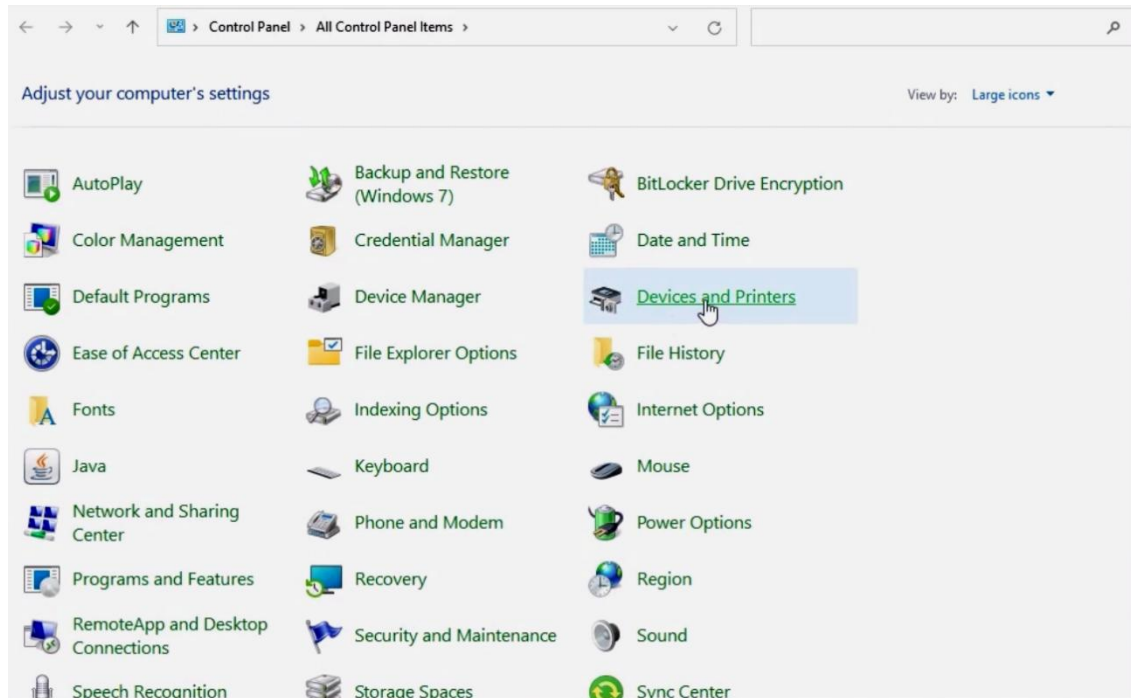 Control Panel > All Control Panel Items >
Adjust your computer's settings
View by: Large icons
AutoPlay
Backup and Restore
(Windows 7)
BitLocker Drive Encryption
Color Management
Credential Manager
Date and Time
Default Programs
Device Manager
Devices and Printers
Ease of Access Center
File Explorer Options
File History
Fonts
Indexing Options
Internet Options
Java
Keyboard
Mouse
Network and Sharing
Center
Phone and Modem
Power Options
Programs and Features
Recovery
Region
RemoteApp and Desktop
Connections
Security and Maintenance
Sound
Speech Recognition
Storage Spaces
Sync Center